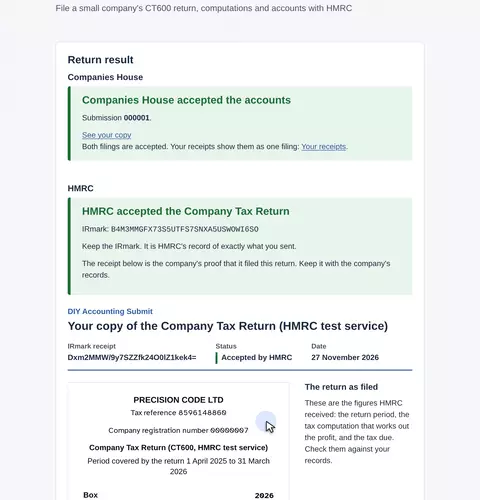 File a small company's CT600 return, computations and accounts with HMRC
Return result
Companies House
Companies House accepted the accounts
Submission 000001.
See your copy
Both filings are accepted. Your receipts show them as one filing: Your receipts.
HMRC
HMRC accepted the Company Tax Return
IRmark: B4M3MMGFX73S5UTFS7SNXA5USWOWI6SO
Keep the IRmark. It is HMRC's record of exactly what you sent.
The receipt below is the company's proof that it filed this return. Keep it with the company's
records.
DIY Accounting Submit
Your copy of the Company Tax Return (HMRC test service)
IRmark receipt
Dxm2MMW/9y7SZZfk24O0lZ1kek4=
Status
Accepted by HMRC
Date
27 November 2026
PRECISION CODE LTD
Tax reference 8596148860
Company registration number 00000007
Company Tax Return (CT600, HMRC test service)
Period covered by the return 1 April 2025 to 31 March
2026
Box 2026
The return as filed
These are the figures HMRC
received: the return period, the
tax computation that works out
the profit, and the tax due.
Check them against your
records.